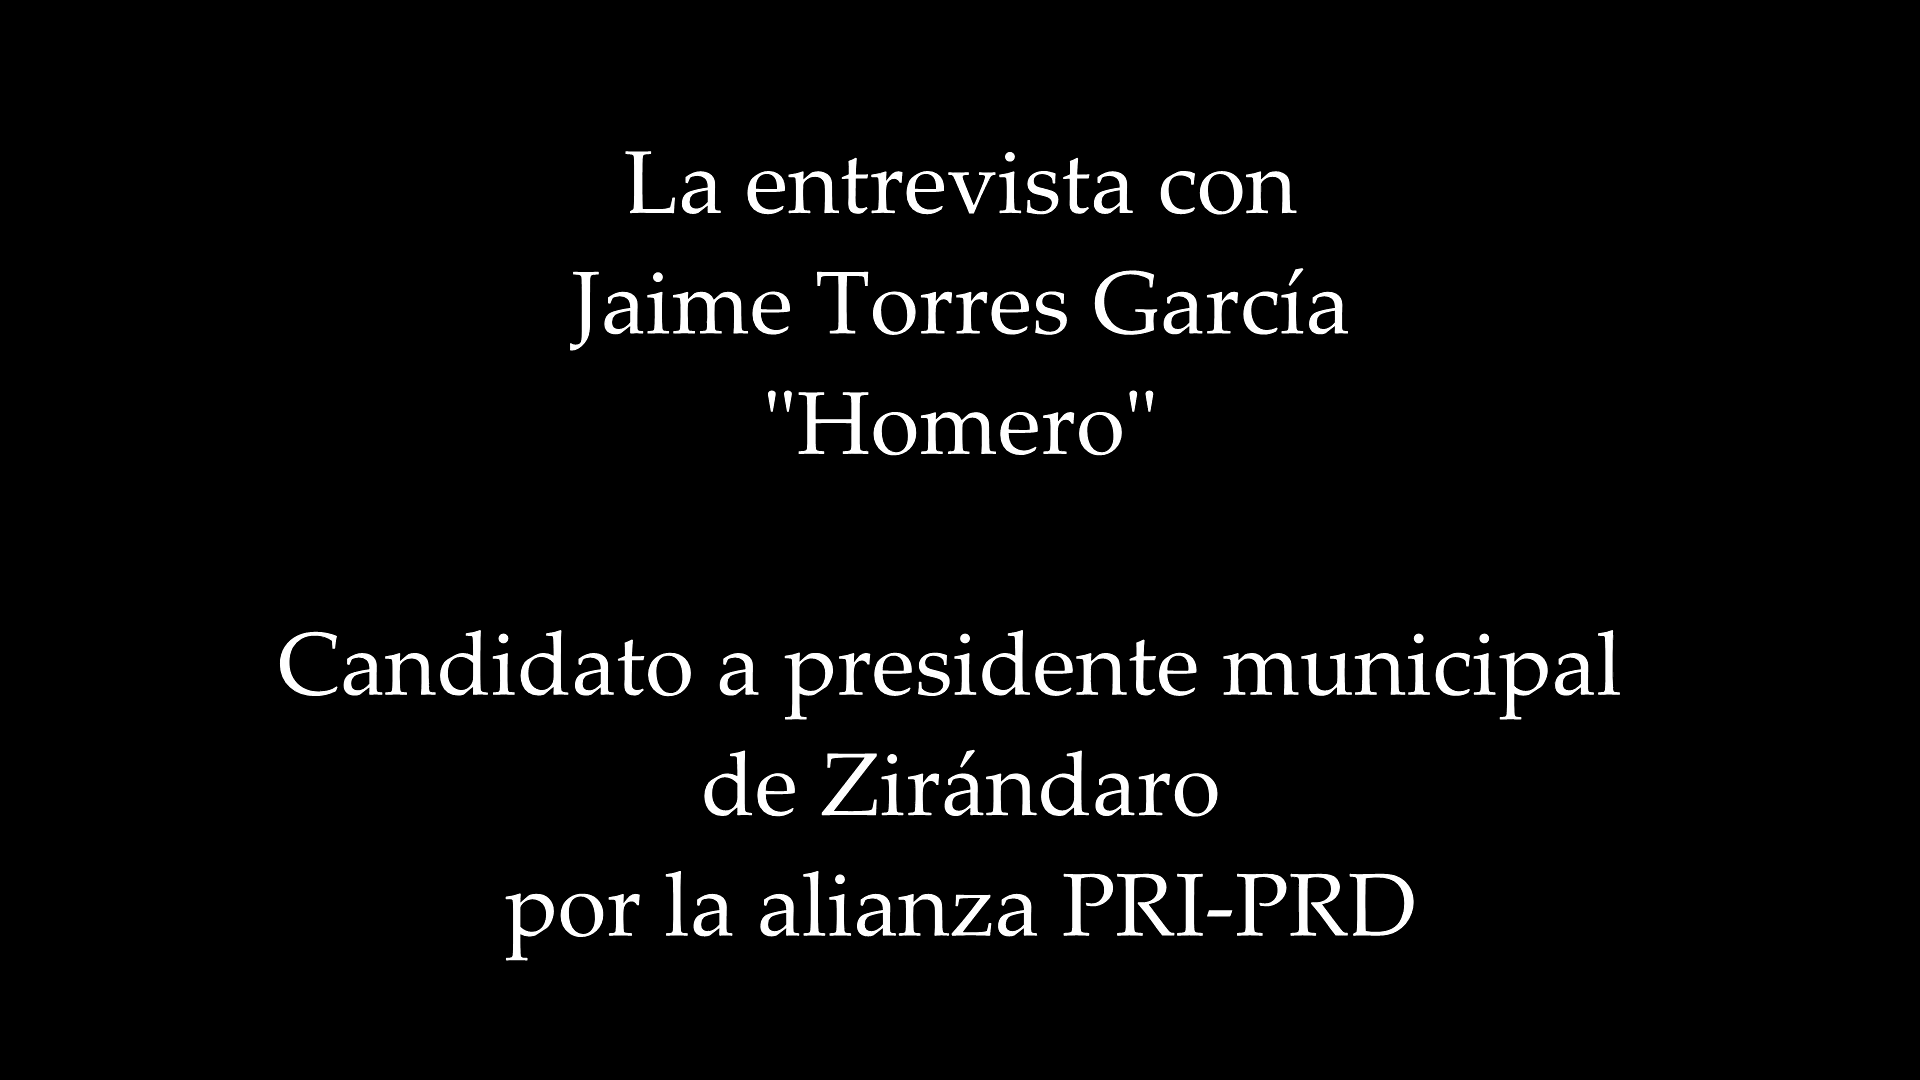 La entrevista con
Jaime Torres García
"Homero"
Candidato a presidente municipal
de Zirándaro
por la alianza PRI-PRD